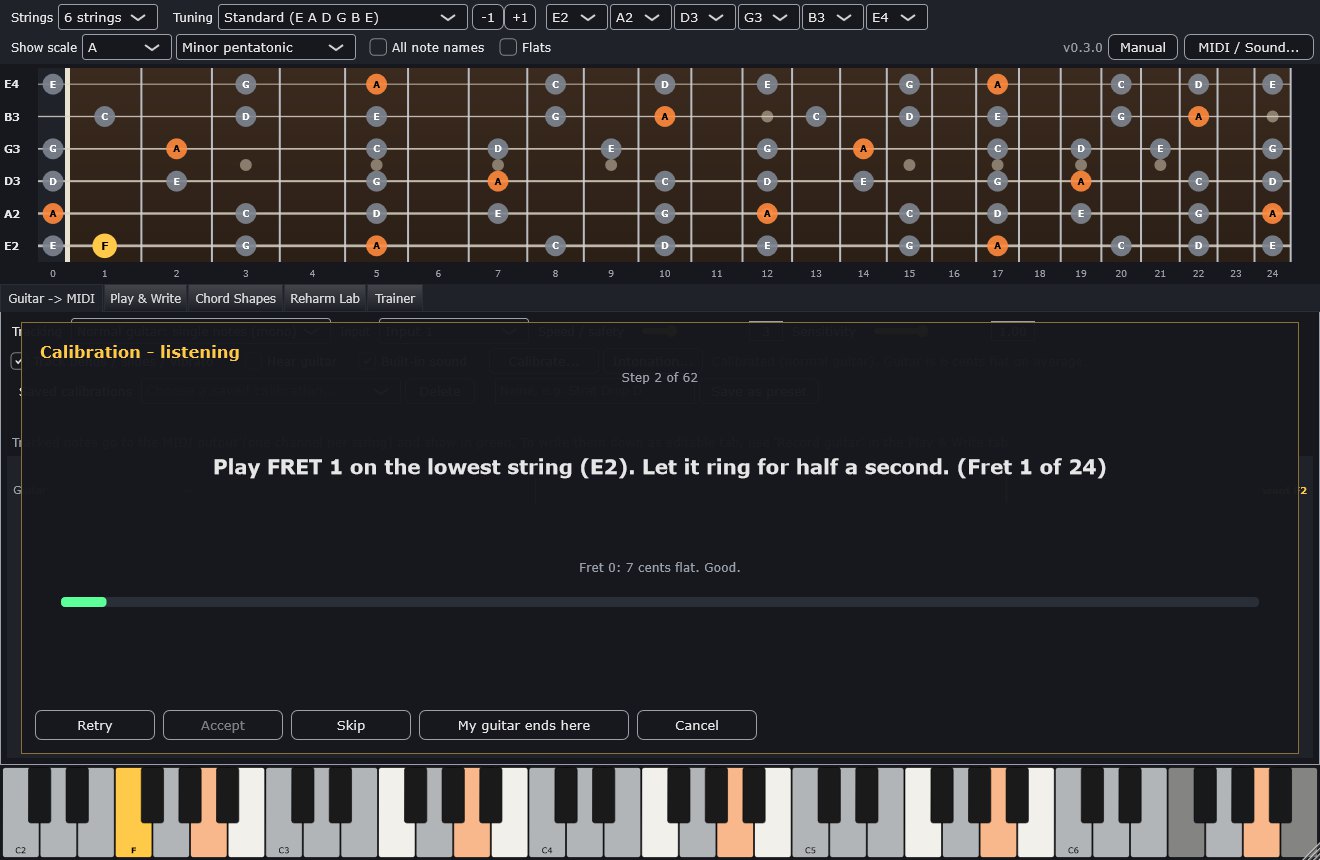 Strings 6 strings Tuning Standard (E A D G B E) -1 +1 E2 A2 D3 G3 B3 E4
Show scale A Minor pentatonic All note names Flats v0.3.0 Manual MIDI / Sound...
E4 E G A C D E G A C D E
B3 C D E G A C D E G A
G3 G A C D E G A C D E G
D3 D E G A C D E G A C D
A2 A C D E G A C D E G A
E2 E F G A C D E G A C D E
0 1 2 3 4 5 6 7 8 9 10 11 12 13 14 15 16 17 18 19 20 21 22 23 24
Guitar -> MIDI Play & Write Chord Shapes Reharm Lab Trainer
Calibration - listening
Step 2 of 62
Play FRET 1 on the lowest string (E2). Let it ring for half a second. (Fret 1 of 24)
Fret 0: 7 cents flat. Good.
Retry Accept Skip My guitar ends here Cancel
C2 F C3 C4 C5 C6